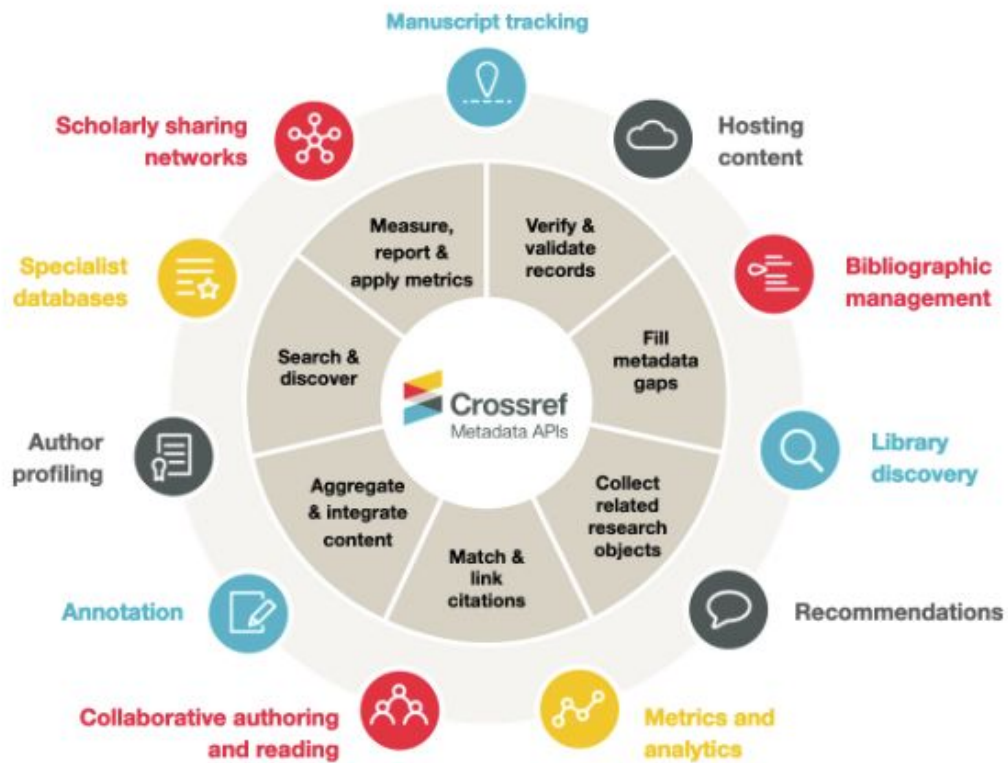 Manuscript tracking
Scholarly sharing
networks
Hosting
content
Specialist
databases
Bibliographic
management
Author
profiling
Library
discovery
Annotation
Recommendations
Collaborative authoring
and reading
Metrics and
analytics
Measure,
report &
apply metrics
Verify &
validate
records
Search &
discover
Fill
metadata
gaps
Aggregate
& integrate
content
Collect
related
research
objects
Match &
link
citations
Crossref
Metadata APIs